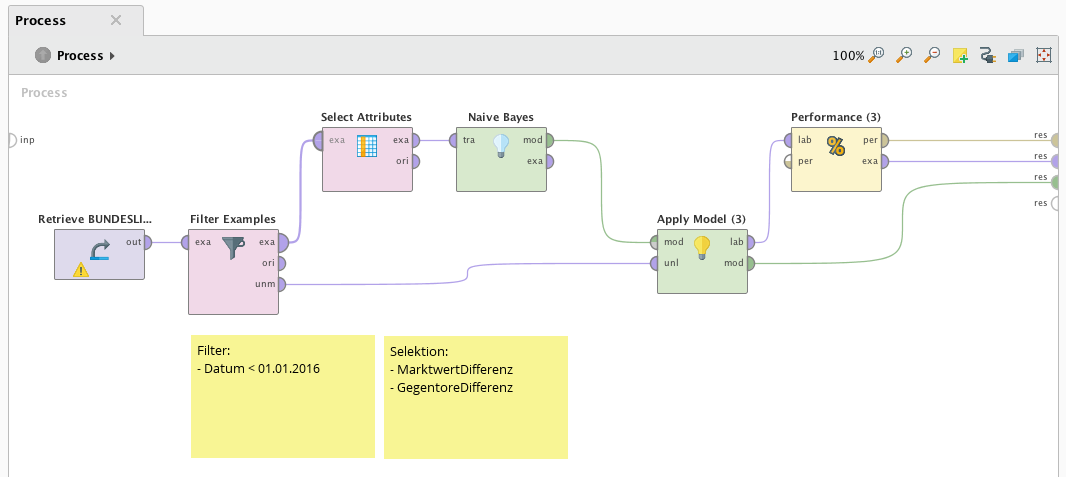 Process
Process
100%
Process
inp
Select Attributes
exa exa
ori
Naive Bayes
tra mod
exa
Performance (3)
lab per
per exa
res
res
res
res
Retrieve BUNDESLI...
out
Filter Examples
exa exa
ori
unm
Apply Model (3)
mod lab
unl mod
Filter:
- Datum < 01.01.2016
Selektion:
- MarktwertDifferenz
- GegentoreDifferenz